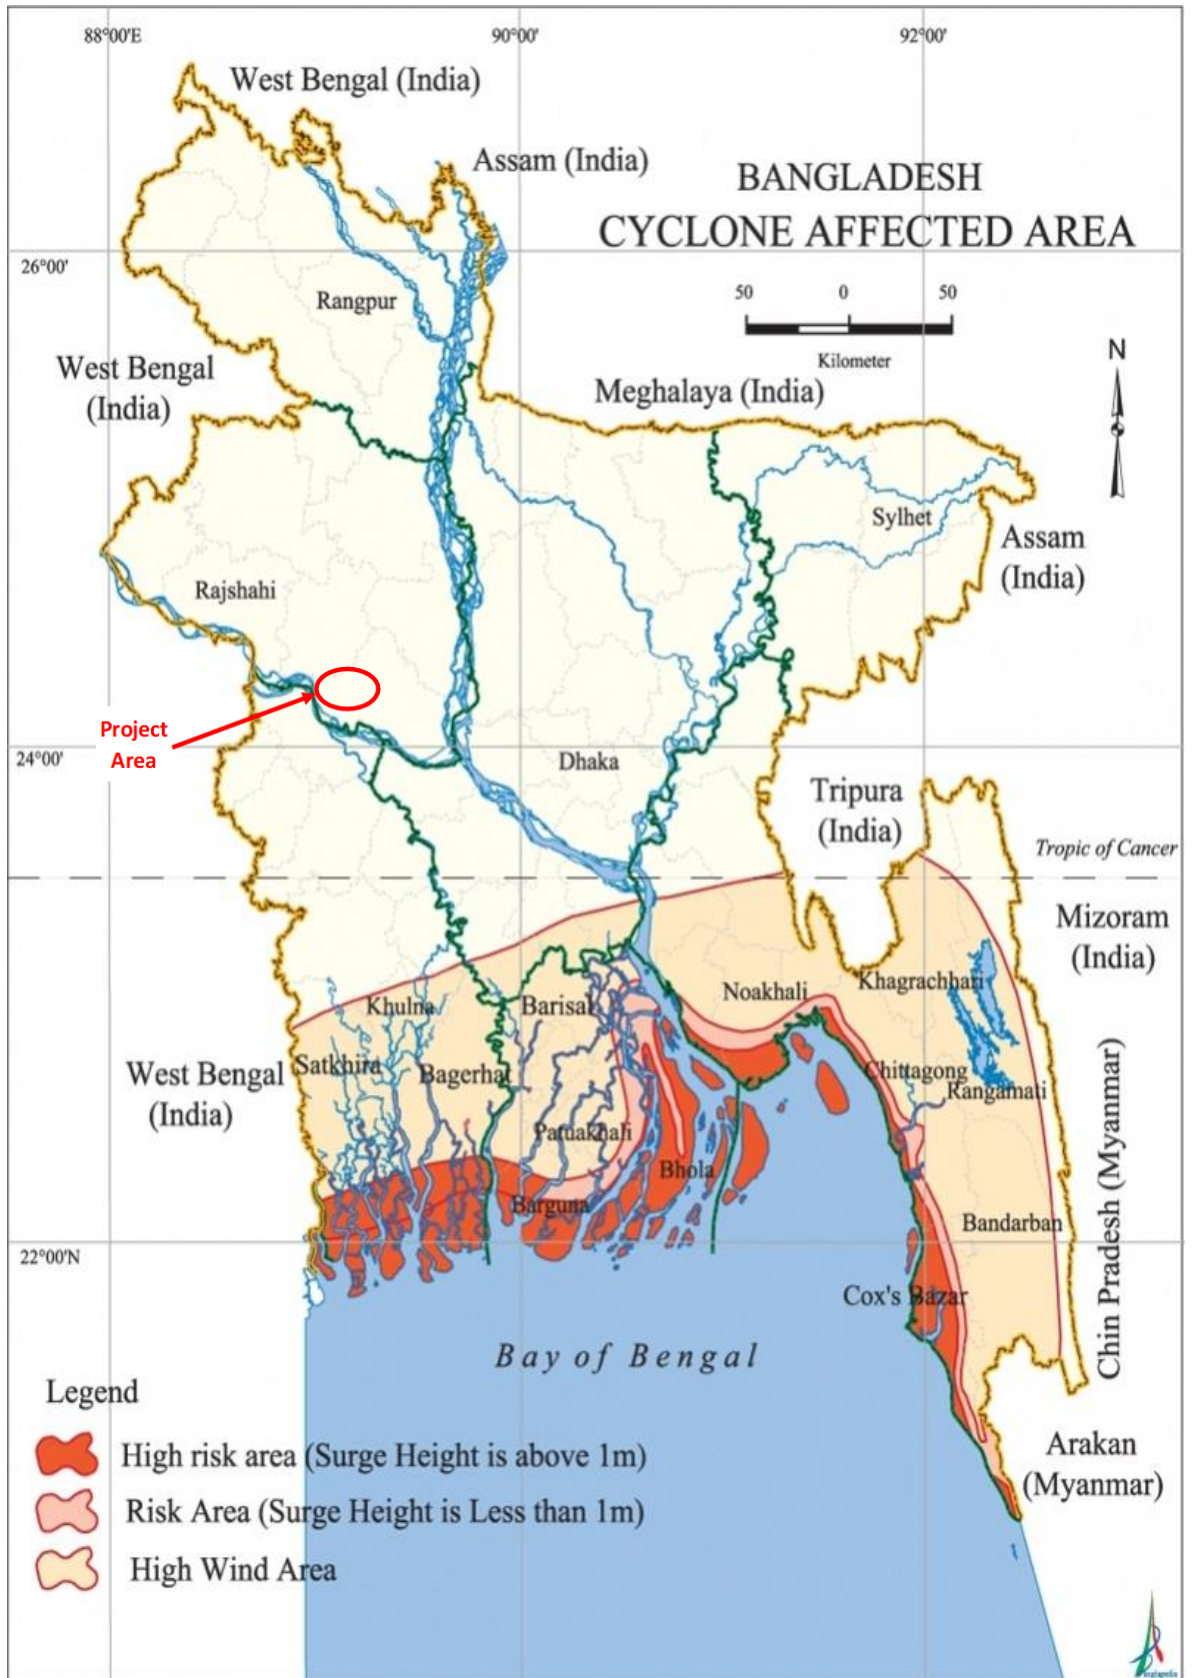 88°00'E
90°00'
92°00'
West Bengal (India)
Assam (India)
BANGLADESH
CYCLONE AFFECTED AREA
26°00'
50
0
50
Kilometer
Rangpur
N
West Bengal
(India)
Meghalaya (India)
Sylhet
Assam
(India)
Rajshahi
Project
Area
24°00'
Dhaka
Tripura
(India)
Tropic of Cancer
Mizoram
(India)
Khagrachhari
Noakhali
Khulna
Barisal
Satkhira
Bagerhat
West Bengal
(India)
Chittagong
Rangamati
Patuakhali
Bhola
Barguna
Bandarban
Chin Pradesh (Myanmar)
22°00'N
Cox's Bazar
Bay of Bengal
Legend
High risk area (Surge Height is above 1m)
Risk Area (Surge Height is Less than 1m)
High Wind Area
Arakan
(Myanmar)